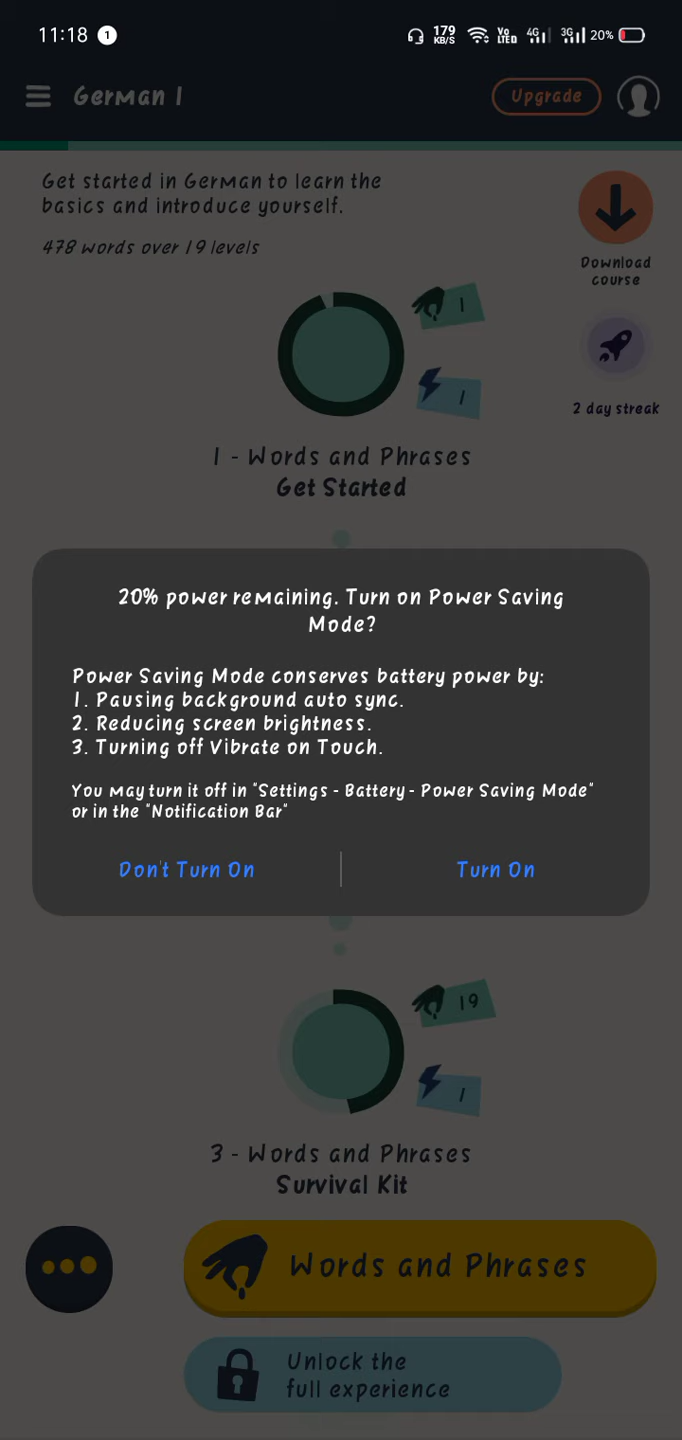 11:18 1 179 KB/S Vo LTED 4G 3G 20%
German 1 Upgrade
Get started in German to learn the
basics and introduce yourself.
478 words over 19 levels
Download
course
1
1
2 day streak
1 - Words and Phrases
Get Started
20% power remaining. Turn on Power Saving
Mode?
Power Saving Mode conserves battery power by:
1. Pausing background auto sync.
2. Reducing screen brightness.
3. Turning off Vibrate on Touch.
You may turn it off in "Settings - Battery - Power Saving Mode"
or in the "Notification Bar"
Don't Turn On Turn On
19
1
3 - Words and Phrases
Survival Kit
Words and Phrases
Unlock the
full experience